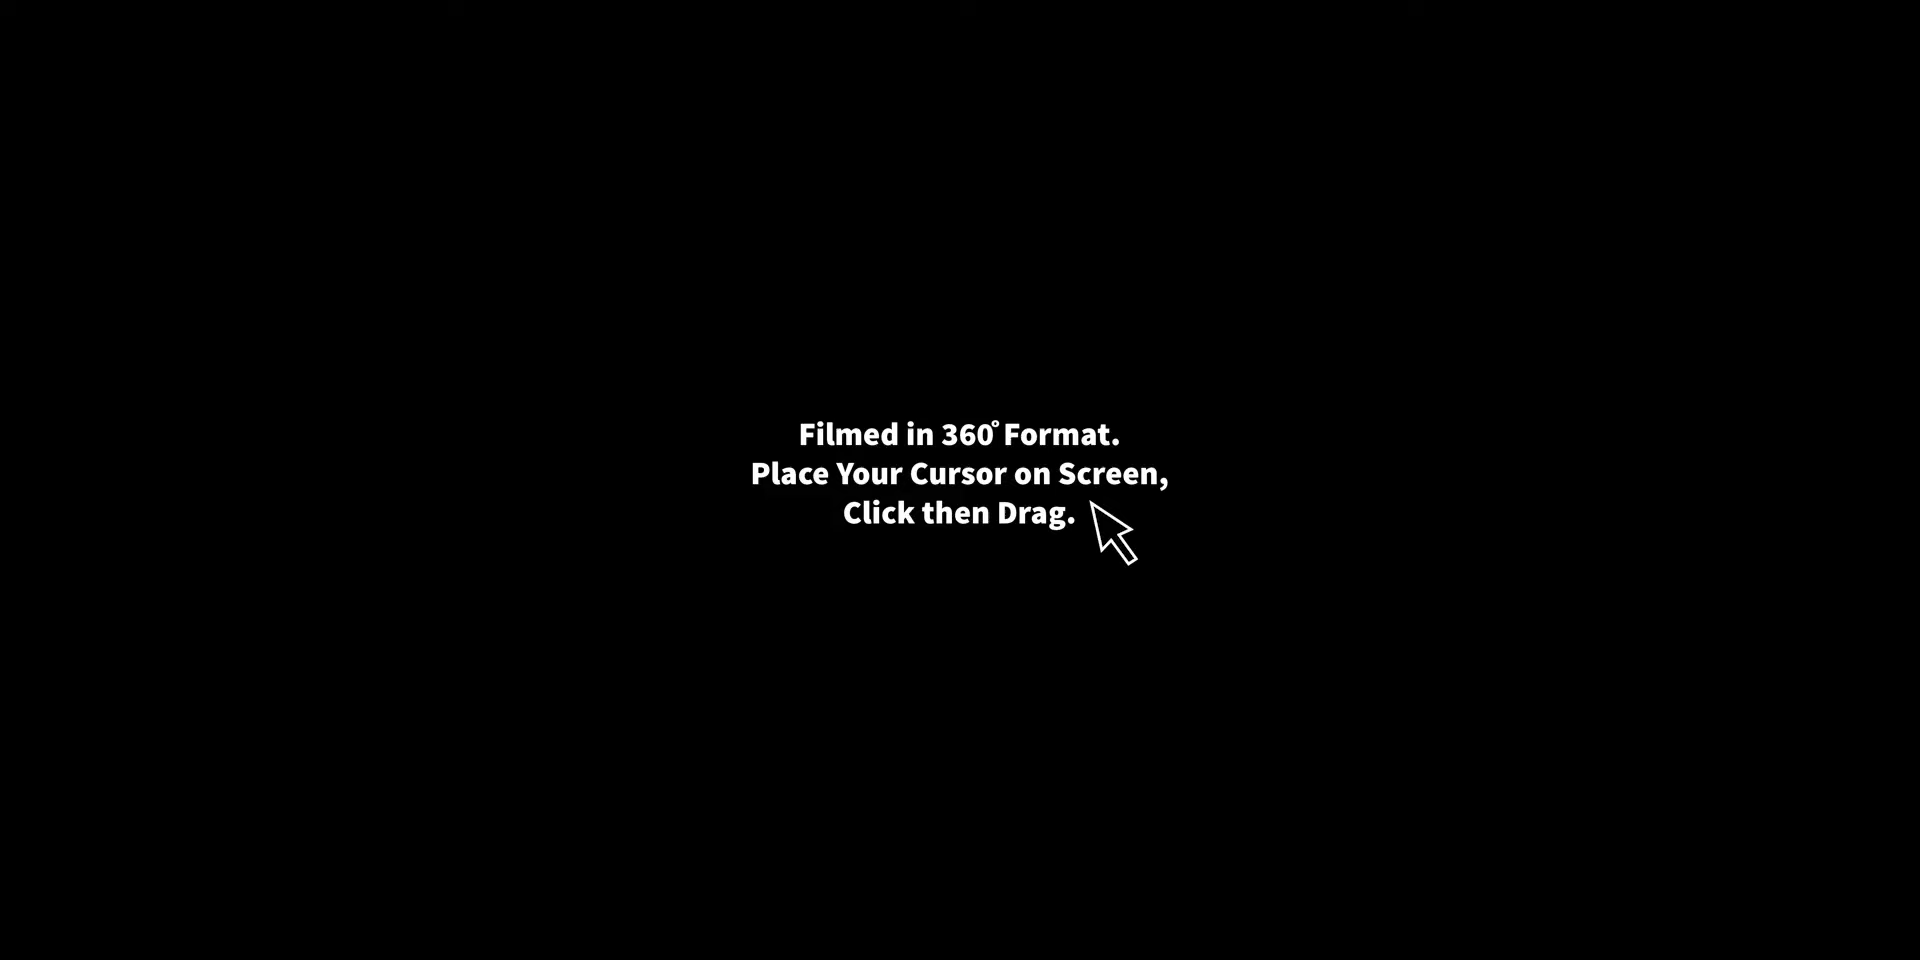 Filmed in 360° Format.
Place Your Cursor on Screen,
Click then Drag.